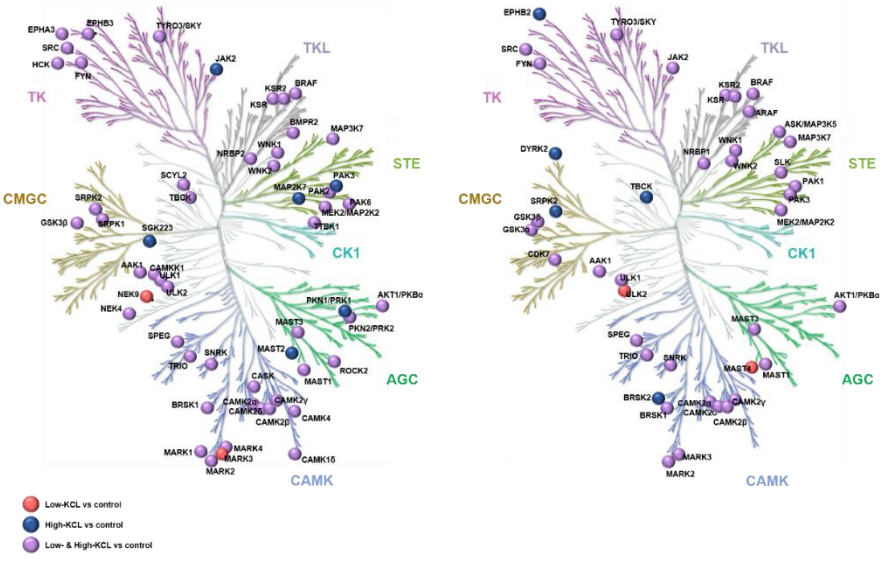 EPHA3
EPHB3
TYRO3/SKY
SRC
HCK
FYN
JAK2
TKL
TK
KSR2
BRAF
KSR
BMPR2
MAP3K7
WNK1
NRBP2
WNK2
STE
SCYL2
PAK3
MAP2K7
PAK2
TBCK
PAK6
CMGC
SRPK2
MEK2/MAP2K2
GSK3β
SRPK1
TTBK1
SGK223
CK1
AAK1
CAMKK1
ULK1
ULK2
NEK9
NEK4
PKN1/PRK1
AKT1/PKBα
PKN2/PRK2
MAST3
SPEG
MAST2
SNRK
TRIO
ROCK2
MAST1
AGC
CASK
BRSK1
CAMK2α
CAMK2γ
CAMK2δ
CAMK4
CAMK2β
MARK1
MARK4
MARK3
CAMK1δ
MARK2
CAMK
EPHB2
TYRO3/SKY
SRC
FYN
JAK2
TKL
TK
KSR2
BRAF
KSR
ARAF
ASK/MAP3K5
MAP3K7
DYRK2
WNK1
NRBP1
WNK2
STE
SLK
TBCK
PAK1
CMGC
SRPK2
PAK3
GSK3β
GSK3α
MEK2/MAP2K2
CK1
CDK7
AAK1
ULK1
ULK2
AKT1/PKBα
MAST3
SPEG
TRIO
SNRK
MAST4
MAST1
AGC
BRSK2
CAMK2α
CAMK2γ
BRSK1
CAMK2δ
CAMK2β
MARK3
MARK2
CAMK
Low-KCL vs control
High-KCL vs control
Low- & High-KCL vs control